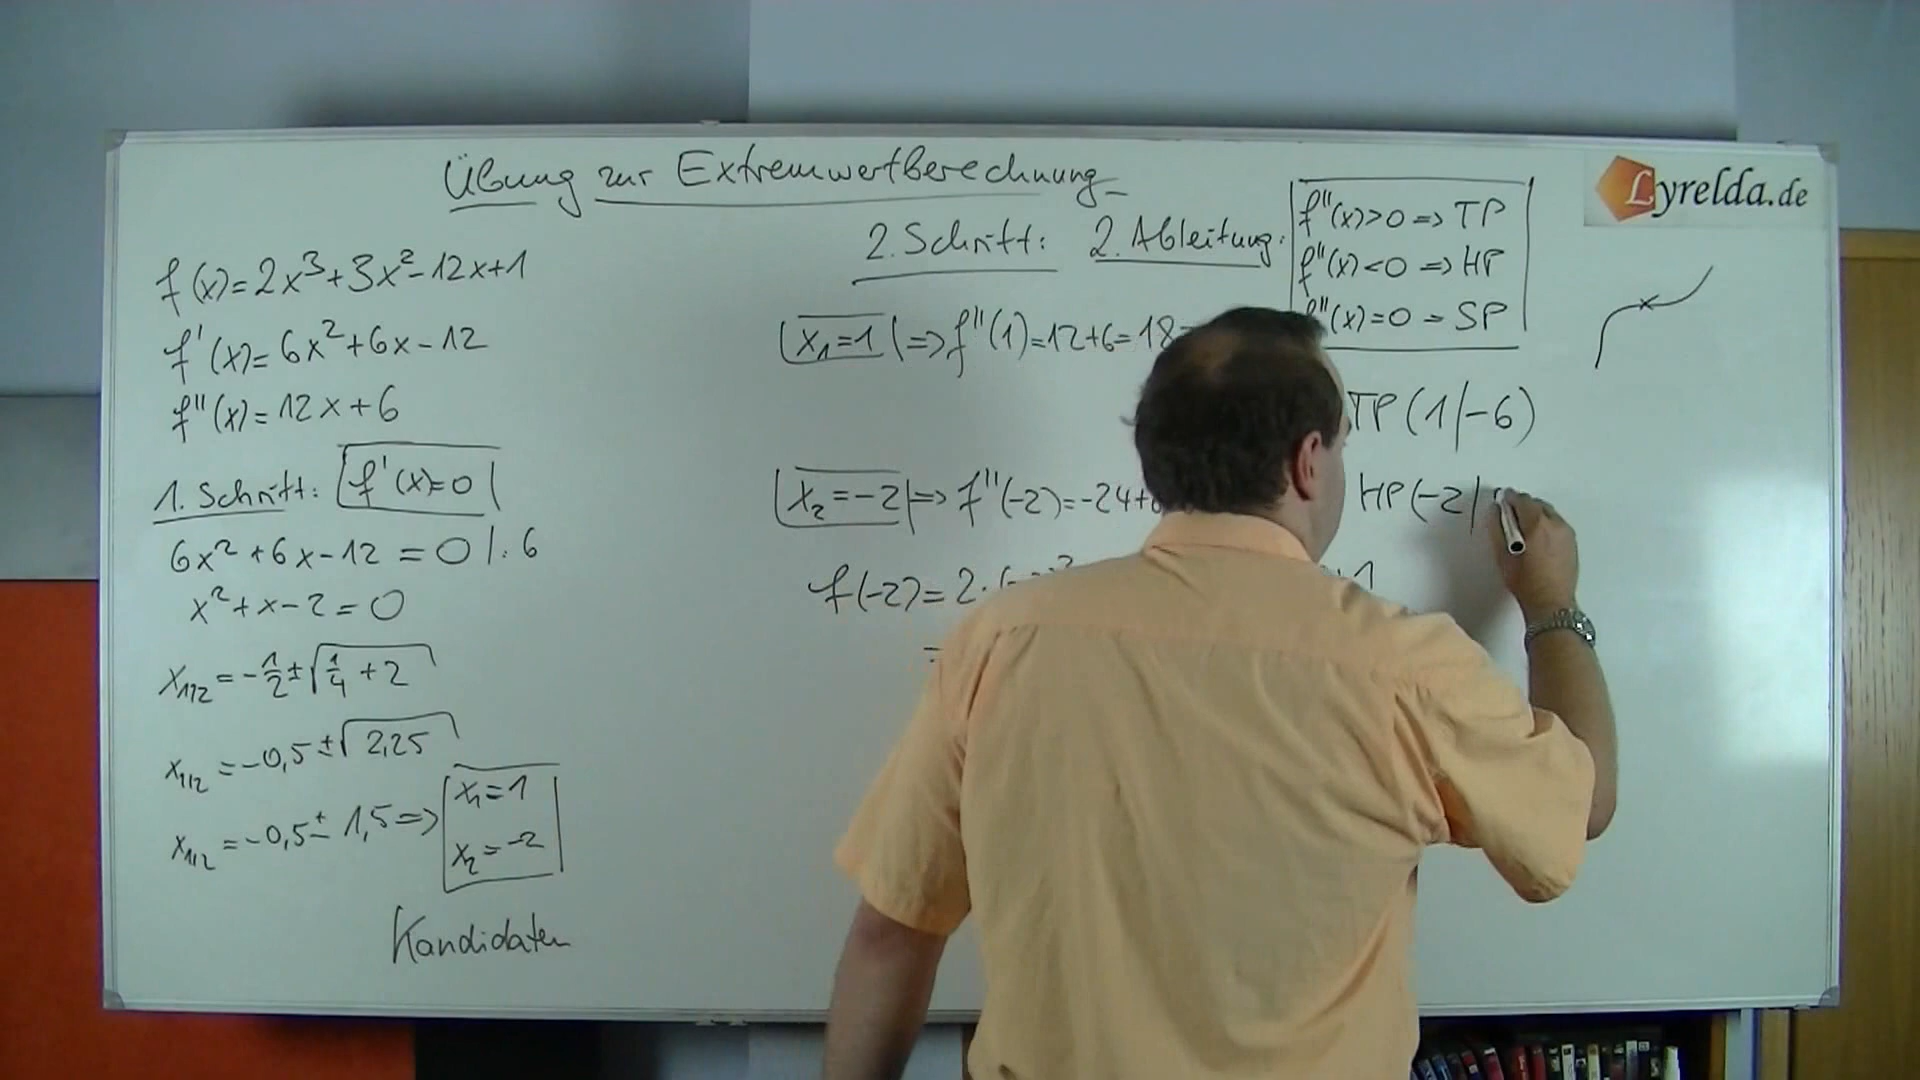 Übung zur Extremwertberechnung
Lyrelda.de
f(x)=2x³+3x²-12x+1
f'(x)=6x²+6x-12
f''(x)=12x+6
1. Schritt: f'(x)=0
6x²+6x-12=0 |:6
x²+x-2=0
x₁/₂=-1/2±√(1/4+2)
x₁/₂=-0,5±√2,25
x₁/₂=-0,5±1,5=> x₁=1
x₂=-2
Kandidaten
2. Schritt: 2. Ableitung:
f''(x)>0=>TP
f''(x)<0=>HP
f''(x)=0=SP
x₁=1 => f''(1)=12+6=18
TP(1|-6)
x₂=-2 => f''(-2)=-24+
HP(-2|
f(-2)=2·(
1
=